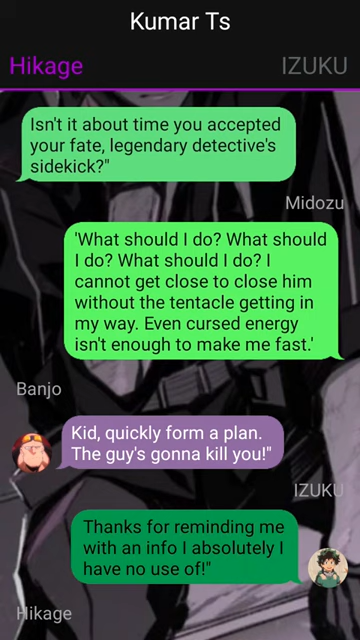 Kumar Ts
Hikage
IZUKU
Isn't it about time you accepted
your fate, legendary detective's
sidekick?"
Midozu
'What should I do? What should
I do? What should I do? I
cannot get close to close him
without the tentacle getting in
my way. Even cursed energy
isn't enough to make me fast.'
Banjo
Kid, quickly form a plan.
The guy's gonna kill you!"
IZUKU
Thanks for reminding me
with an info I absolutely I
have no use of!"
Hikage